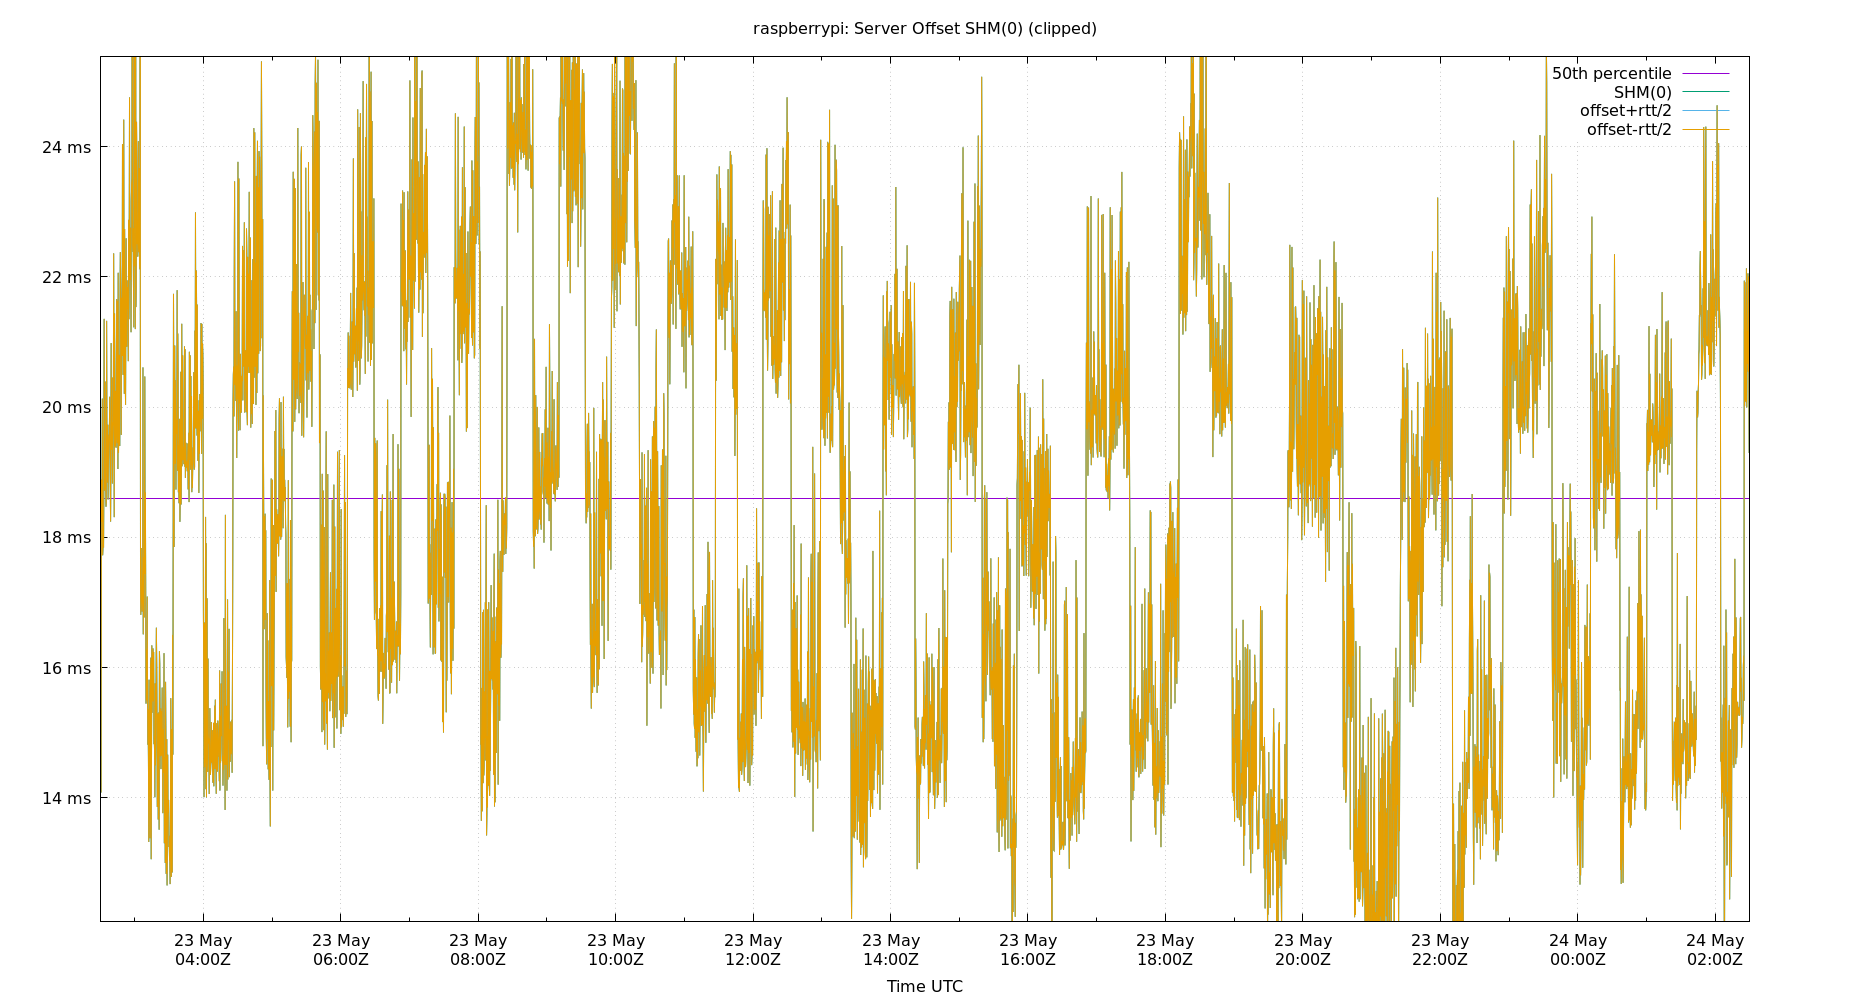 raspberrypi: Server Offset SHM(0) (clipped)
50th percentile
SHM(0)
offset+rtt/2
offset-rtt/2
24 ms
22 ms
20 ms
18 ms
16 ms
14 ms
23 May 04:00Z
23 May 06:00Z
23 May 08:00Z
23 May 10:00Z
23 May 12:00Z
23 May 14:00Z
23 May 16:00Z
23 May 18:00Z
23 May 20:00Z
23 May 22:00Z
24 May 00:00Z
24 May 02:00Z
Time UTC